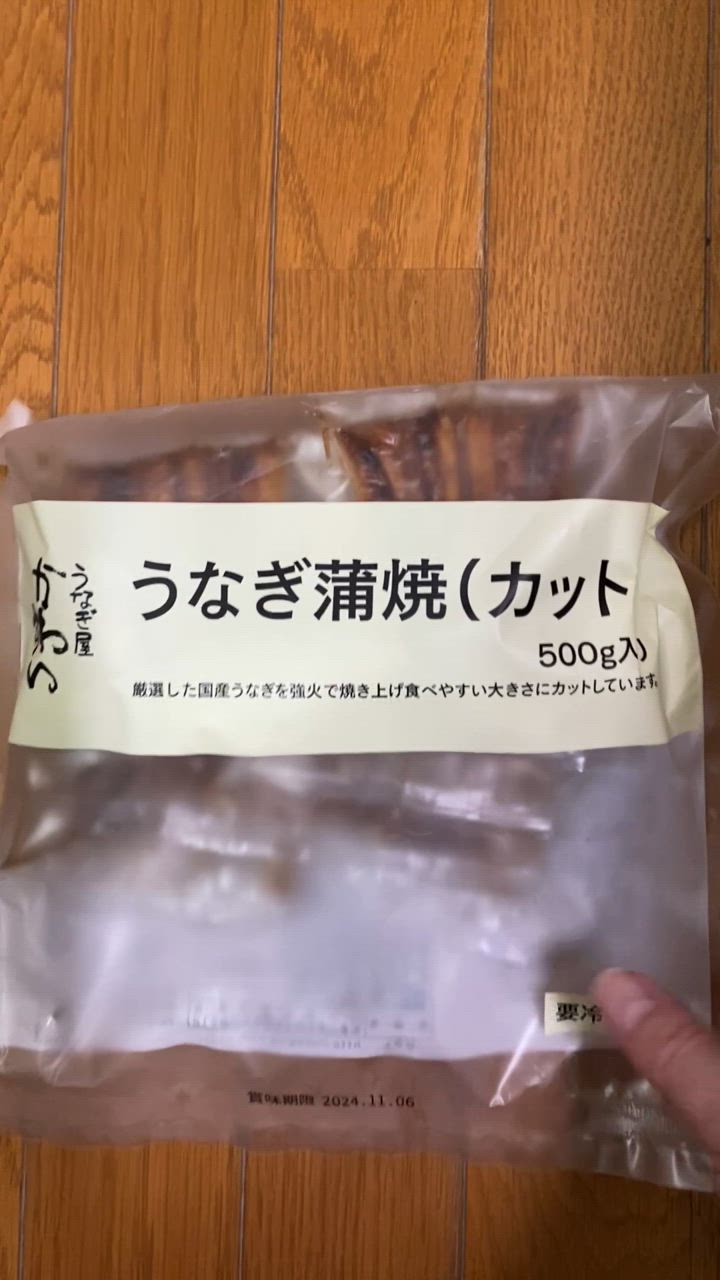 うなぎ屋
かわの
うなぎ蒲焼(カット
500g入り
厳選した国産うなぎを強火で焼き上げ食べやすい大きさにカットしています。
要冷
賞味期限 2024.11.06